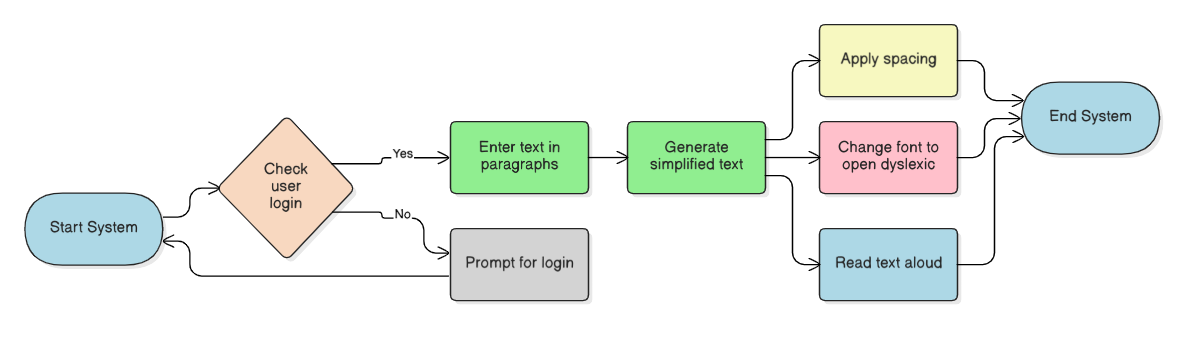 Start System
Check
user
login
Yes
No
Enter text in
paragraphs
Prompt for login
Generate
simplified text
Apply spacing
Change font to
open dyslexic
Read text aloud
End System